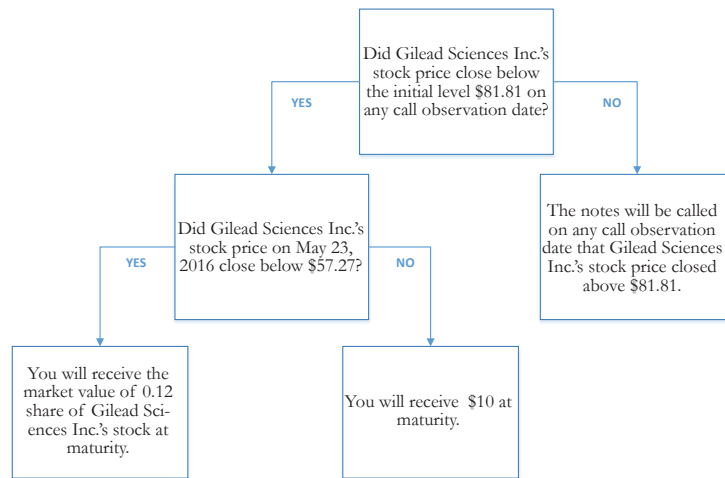 Did Gilead Sciences Inc.'s
stock price close below
the initial level $81.81 on
any call observation date?
YES
NO
Did Gilead Sciences Inc.'s
stock price on May 23,
2016 close below $57.27?
The notes will be called
on any call observation
date that Gilead Sciences
Inc.'s stock price closed
above $81.81.
YES
NO
You will receive the
market value of 0.12
share of Gilead Sci-
ences Inc.'s stock at
maturity.
You will receive $10 at
maturity.